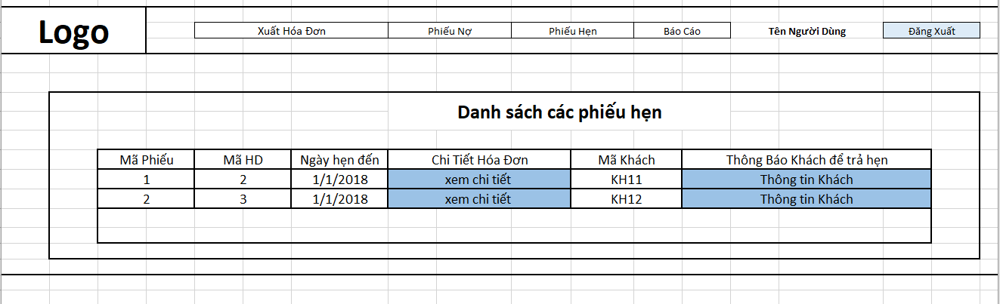 Logo
Xuất Hóa Đơn Phiếu Nợ Phiếu Hẹn Báo Cáo Tên Người Dùng Đăng Xuất
Danh sách các phiếu hẹn
Mã Phiếu Mã HD Ngày hẹn đến Chi Tiết Hóa Đơn Mã Khách Thông Báo Khách để trả hẹn
1 2 1/1/2018 xem chi tiết KH11 Thông tin Khách
2 3 1/1/2018 xem chi tiết KH12 Thông tin Khách